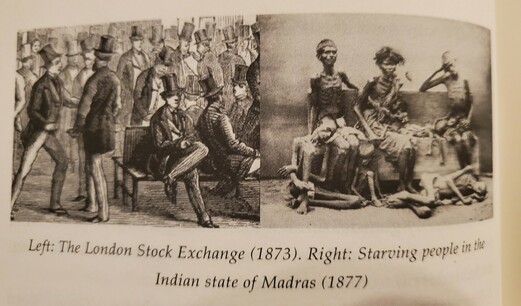 Left: The London Stock Exchange (1873). Right: Starving people in the
Indian state of Madras (1877)